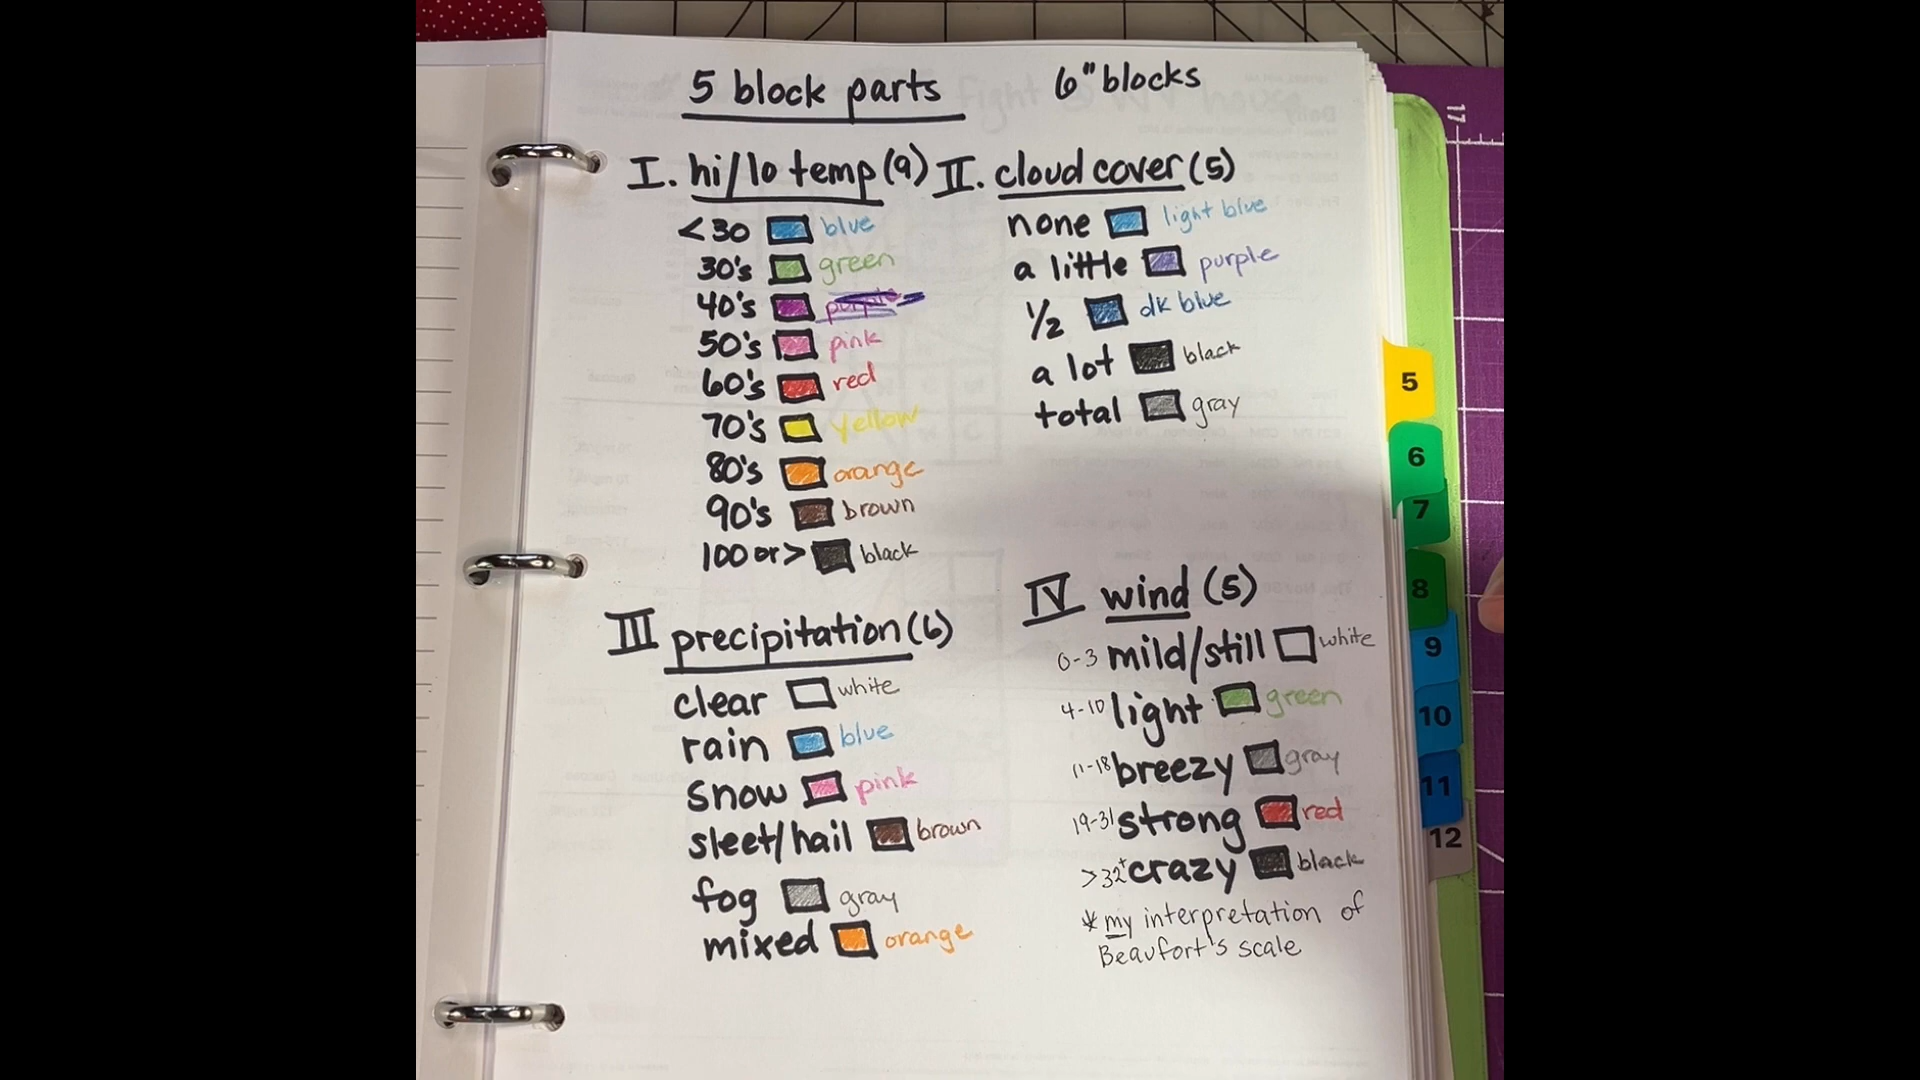 5 block parts 6" blocks
I. hi/lo temp (9)
<30 blue
30's green
40's purple
50's pink
60's red
70's yellow
80's orange
90's brown
100 or > black
II. cloud cover (5)
none light blue
a little purple
1/2 dk blue
a lot black
total gray
III precipitation (6)
clear white
rain blue
snow pink
sleet/hail brown
fog gray
mixed orange
IV wind (5)
0-3 mild/still white
4-10 light green
11-18 breezy gray
19-31 strong red
>32+ crazy black
* my interpretation of
Beaufort's scale
17
5
6
7
8
9
10
11
12